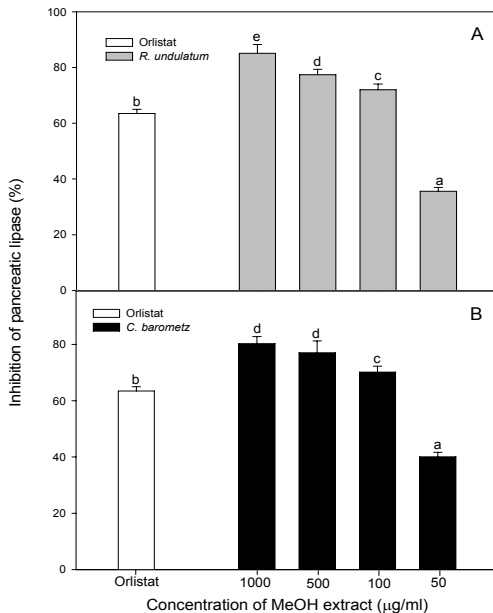 Inhibition of pancreatic lipase (%)
A
Orlistat
R. undulatum
100
80
60
40
20
0
b
e
d
c
a
B
Orlistat
C. barometz
80
60
40
20
0
b
d
d
c
a
Orlistat 1000 500 100 50
Concentration of MeOH extract (μg/ml)